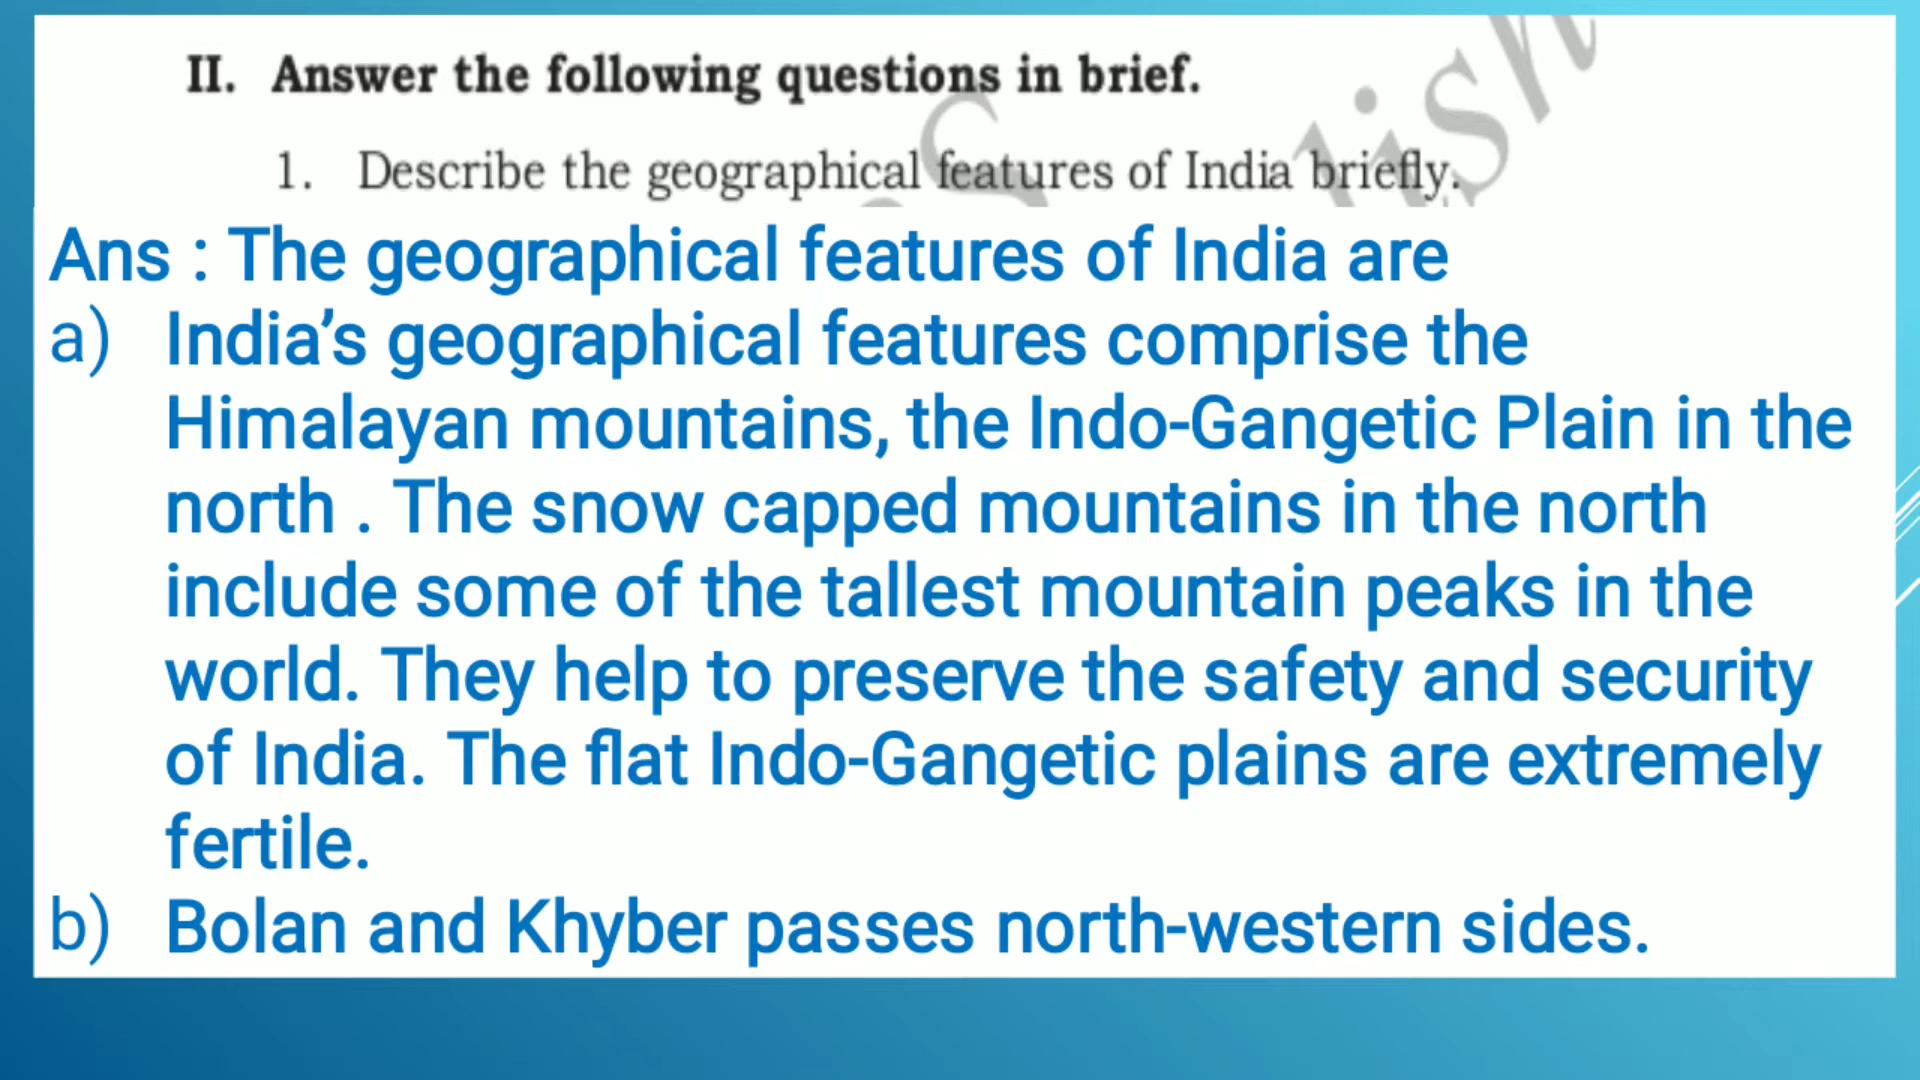 II. Answer the following questions in brief.
1. Describe the geographical features of India briefly.
Ans : The geographical features of India are
a) India’s geographical features comprise the
Himalayan mountains, the Indo-Gangetic Plain in the
north . The snow capped mountains in the north
include some of the tallest mountain peaks in the
world. They help to preserve the safety and security
of India. The flat Indo-Gangetic plains are extremely
fertile.
b) Bolan and Khyber passes north-western sides.